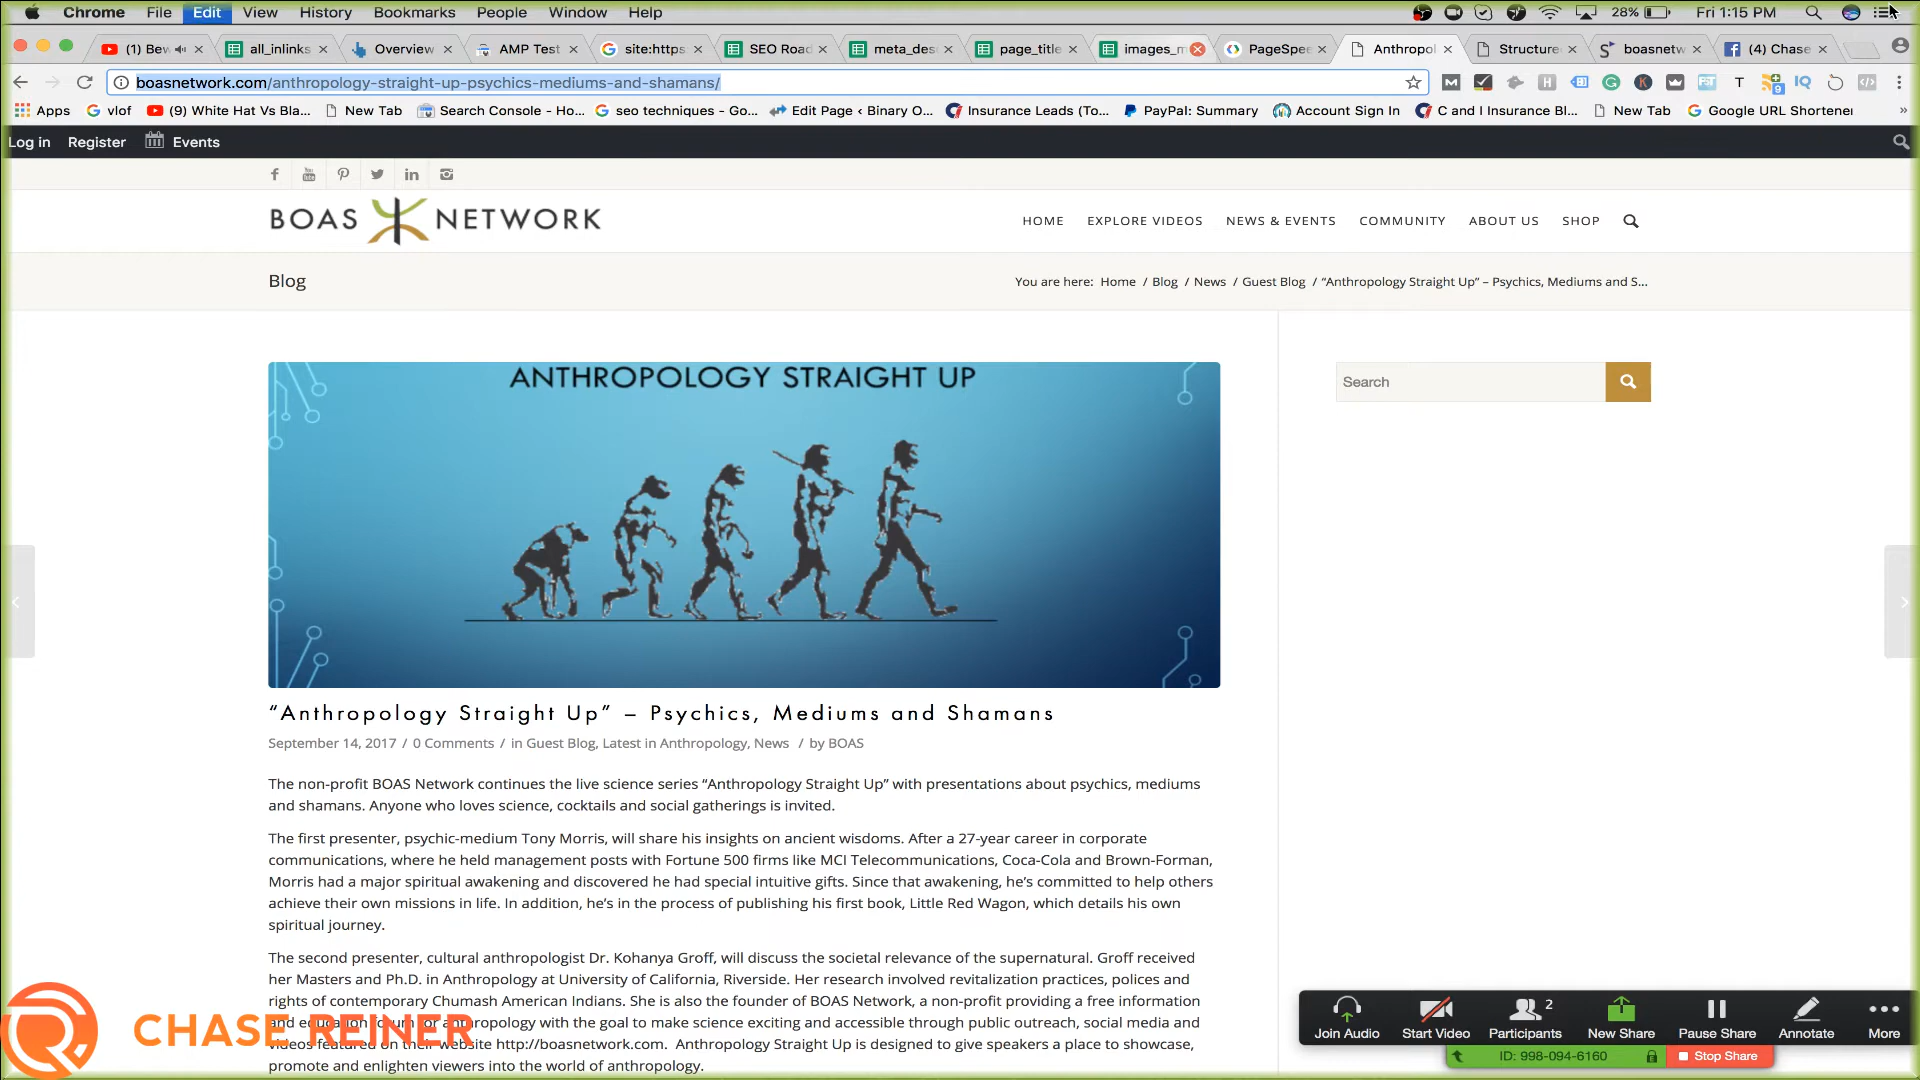 Chrome File Edit View History Bookmarks People Window Help 28% Fri 1:15 PM
(1) Bew all_inlinks Overview AMP Test site:https SEO Road meta_des page_title images_m PageSpee Anthropol Structure boasnetw (4) Chase
boasnetwork.com/anthropology-straight-up-psychics-mediums-and-shamans/
Apps vlof (9) White Hat Vs Bla... New Tab Search Console - Ho... seo techniques - Go... Edit Page ‹ Binary O... Insurance Leads (To... PayPal: Summary Account Sign In C and I Insurance Bl... New Tab Google URL Shortener »
Log in Register Events
BOAS NETWORK
HOME EXPLORE VIDEOS NEWS & EVENTS COMMUNITY ABOUT US SHOP
Blog
You are here: Home / Blog / News / Guest Blog / “Anthropology Straight Up” – Psychics, Mediums and S...
ANTHROPOLOGY STRAIGHT UP
Search
“Anthropology Straight Up” – Psychics, Mediums and Shamans
September 14, 2017 / 0 Comments / in Guest Blog, Latest in Anthropology, News / by BOAS
The non-profit BOAS Network continues the live science series “Anthropology Straight Up” with presentations about psychics, mediums
and shamans. Anyone who loves science, cocktails and social gatherings is invited.
The first presenter, psychic-medium Tony Morris, will share his insights on ancient wisdoms. After a 27-year career in corporate
communications, where he held management posts with Fortune 500 firms like MCI Telecommunications, Coca-Cola and Brown-Forman,
Morris had a major spiritual awakening and discovered he had special intuitive gifts. Since that awakening, he’s committed to help others
achieve their own missions in life. In addition, he’s in the process of publishing his first book, Little Red Wagon, which details his own
spiritual journey.
The second presenter, cultural anthropologist Dr. Kohanya Groff, will discuss the societal relevance of the supernatural. Groff received
her Masters and Ph.D. in Anthropology at University of California, Riverside. Her research involved revitalization practices, polices and
rights of contemporary Chumash American Indians. She is also the founder of BOAS Network, a non-profit providing a free information
and education forum for anthropology with the goal to make science exciting and accessible through public outreach, social media and
videos featured on their website http://boasnetwork.com. Anthropology Straight Up is designed to give speakers a place to showcase,
promote and enlighten viewers into the world of anthropology.
CHASE REINER
Join Audio Start Video 2 Participants New Share Pause Share Annotate More
ID: 998-094-6160 Stop Share